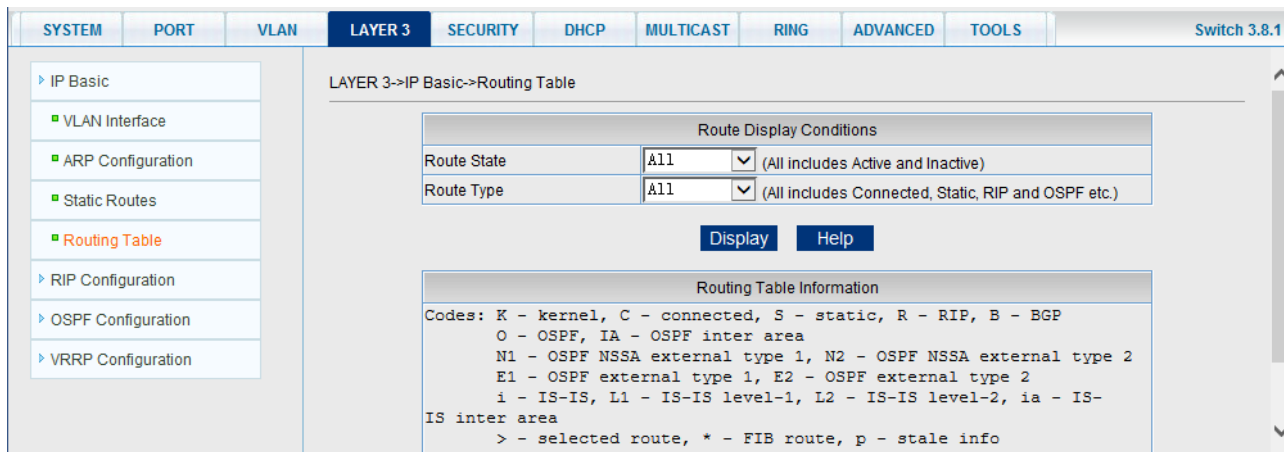 SYSTEM PORT VLAN LAYER 3 SECURITY DHCP MULTICAST RING ADVANCED TOOLS Switch 3.8.1
IP Basic
VLAN Interface
ARP Configuration
Static Routes
Routing Table
RIP Configuration
OSPF Configuration
VRRP Configuration
LAYER 3->IP Basic->Routing Table
Route Display Conditions
Route State All (All includes Active and Inactive)
Route Type All (All includes Connected, Static, RIP and OSPF etc.)
Display Help
Routing Table Information
Codes: K - kernel, C - connected, S - static, R - RIP, B - BGP
O - OSPF, IA - OSPF inter area
N1 - OSPF NSSA external type 1, N2 - OSPF NSSA external type 2
E1 - OSPF external type 1, E2 - OSPF external type 2
i - IS-IS, L1 - IS-IS level-1, L2 - IS-IS level-2, ia - IS-
IS inter area
> - selected route, * - FIB route, p - stale info